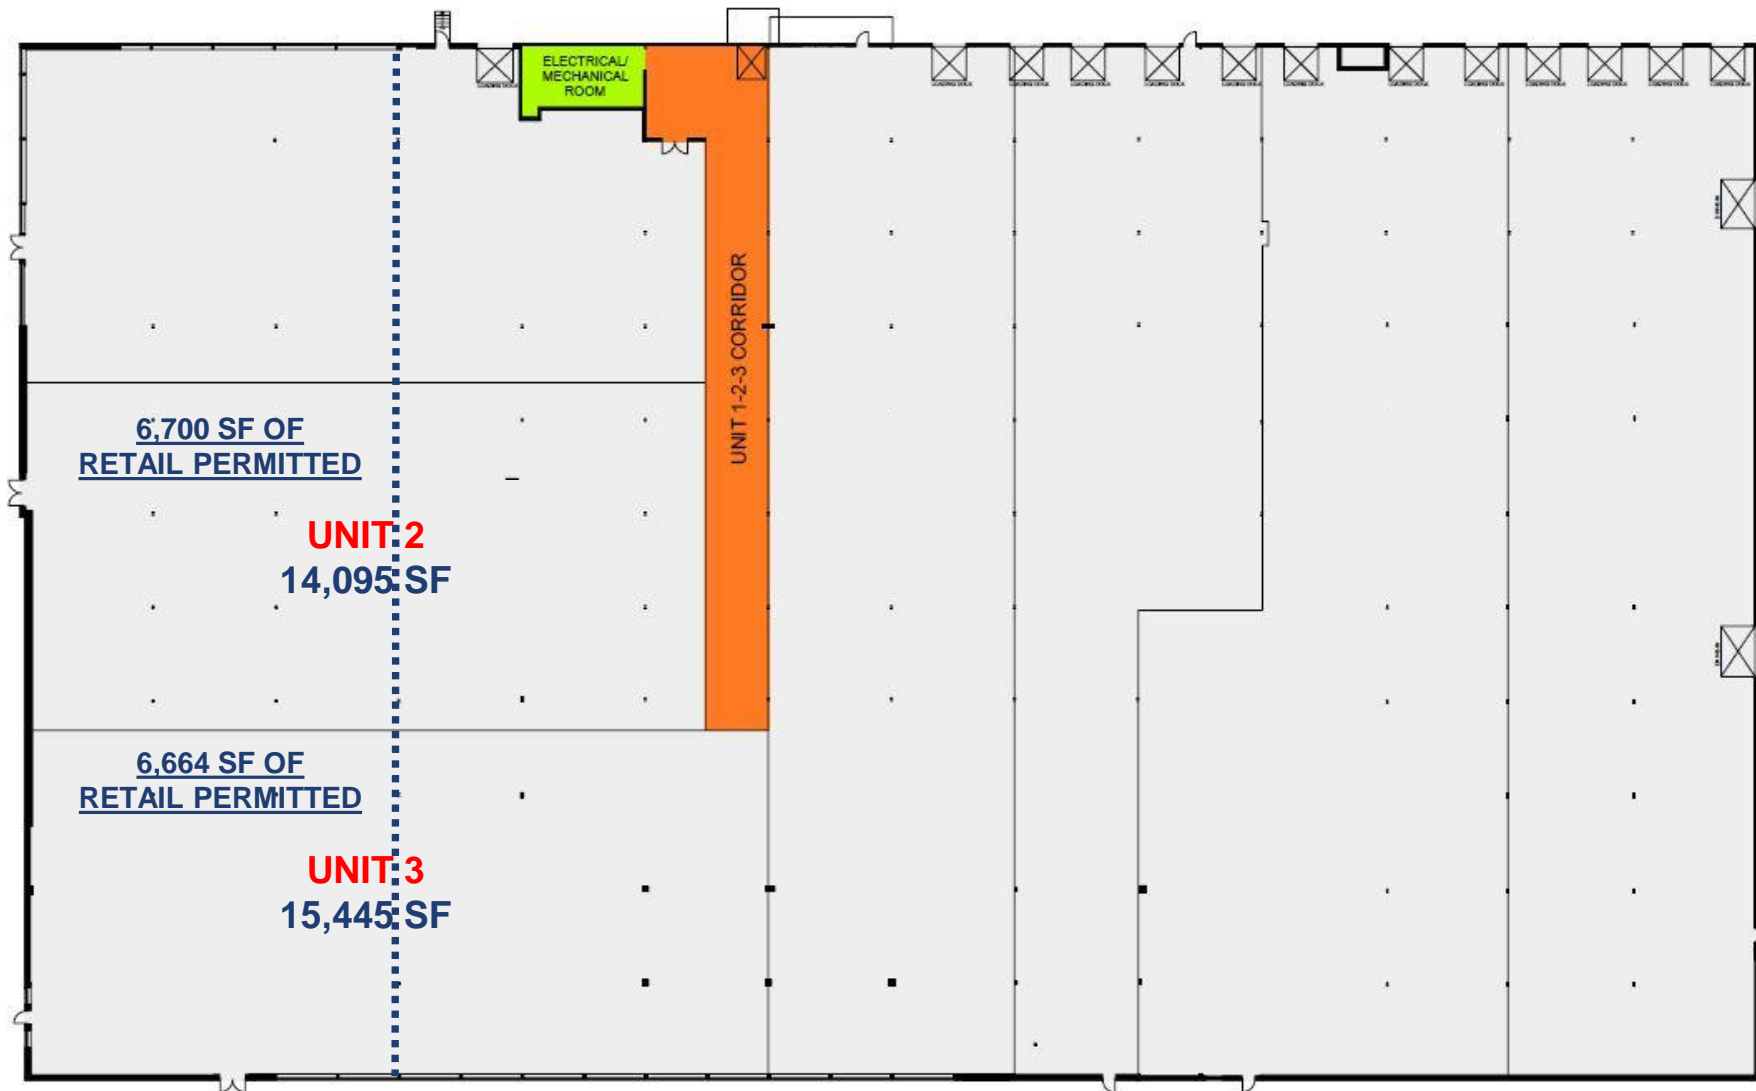 ELECTRICAL/
MECHANICAL
ROOM
UNIT 1-2-3 CORRIDOR
6,700 SF OF
RETAIL PERMITTED
UNIT 2
14,095 SF
6,664 SF OF
RETAIL PERMITTED
UNIT 3
15,445 SF